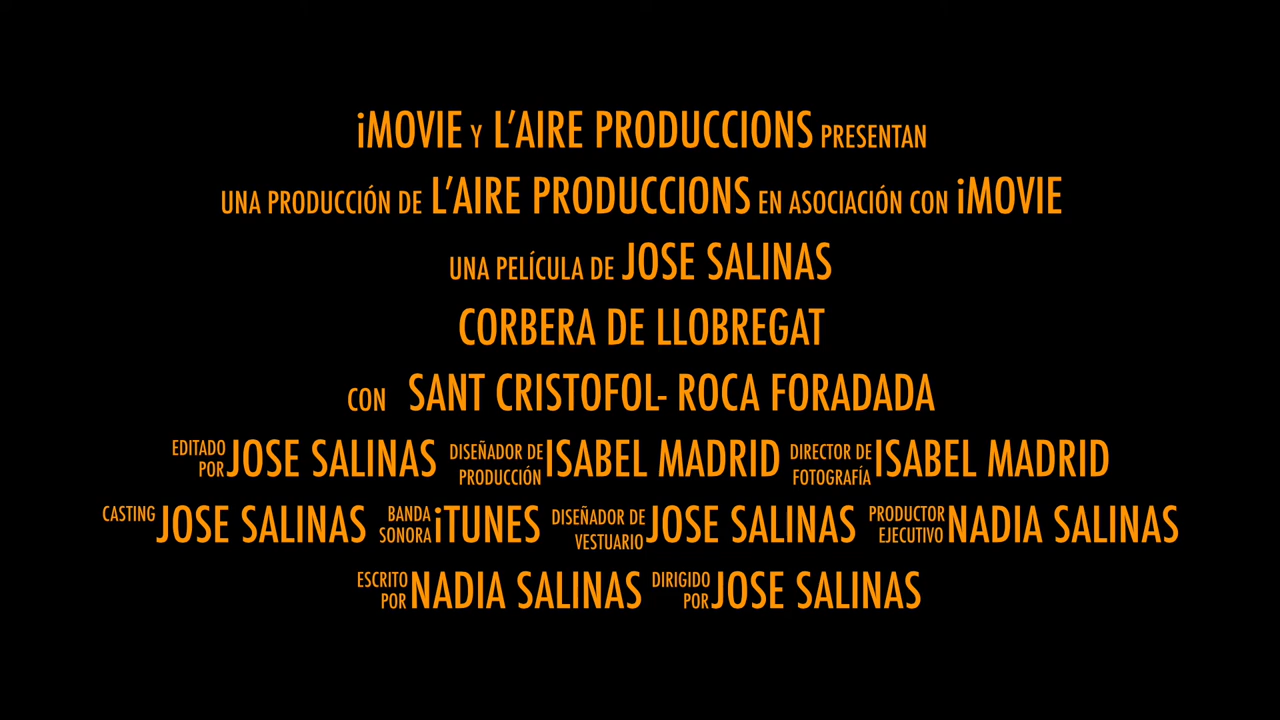 iMOVIE Y L'AIRE PRODUCCIONS PRESENTAN
UNA PRODUCCIÓN DE L'AIRE PRODUCCIONS EN ASOCIACIÓN CON iMOVIE
UNA PELÍCULA DE JOSE SALINAS
CORBERA DE LLOBREGAT
CON SANT CRISTOFOL- ROCA FORADADA
EDITADO POR JOSE SALINAS DISEÑADOR DE PRODUCCIÓN ISABEL MADRID DIRECTOR DE FOTOGRAFÍA ISABEL MADRID
CASTING JOSE SALINAS BANDA SONORA iTUNES DISEÑADOR DE VESTUARIO JOSE SALINAS PRODUCTOR EJECUTIVO NADIA SALINAS
ESCRITO POR NADIA SALINAS DIRIGIDO POR JOSE SALINAS